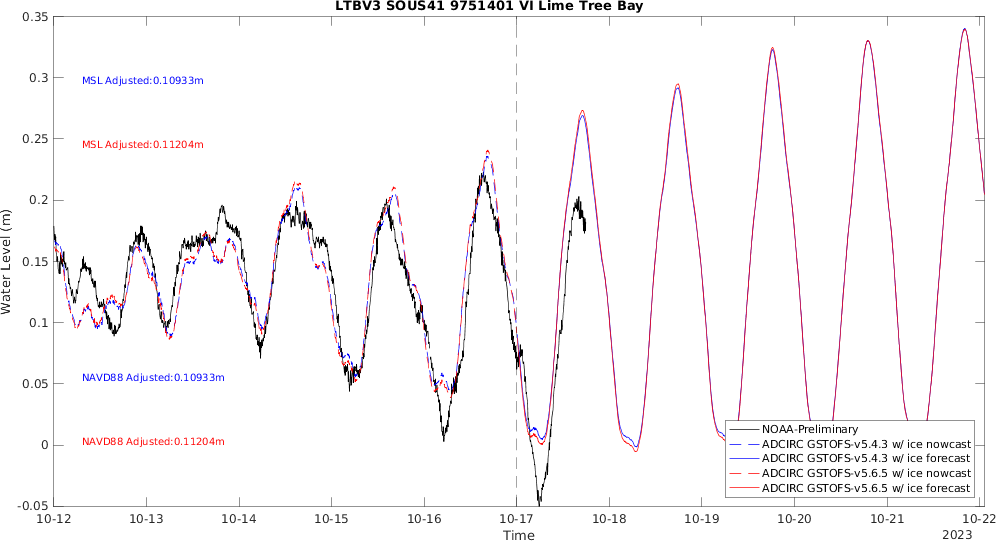 LTBV3 SOUS41 9751401 VI Lime Tree Bay
0.35
0.3
0.25
0.2
0.15
0.1
0.05
0
-0.05
Water Level (m)
MSL Adjusted:0.10933m
MSL Adjusted:0.11204m
NAVD88 Adjusted:0.10933m
NAVD88 Adjusted:0.11204m
NOAA-Preliminary
ADCIRC GSTOFS-v5.4.3 w/ ice nowcast
ADCIRC GSTOFS-v5.4.3 w/ ice forecast
ADCIRC GSTOFS-v5.6.5 w/ ice nowcast
ADCIRC GSTOFS-v5.6.5 w/ ice forecast
10-12 10-13 10-14 10-15 10-16 10-17 10-18 10-19 10-20 10-21 10-22
Time
2023